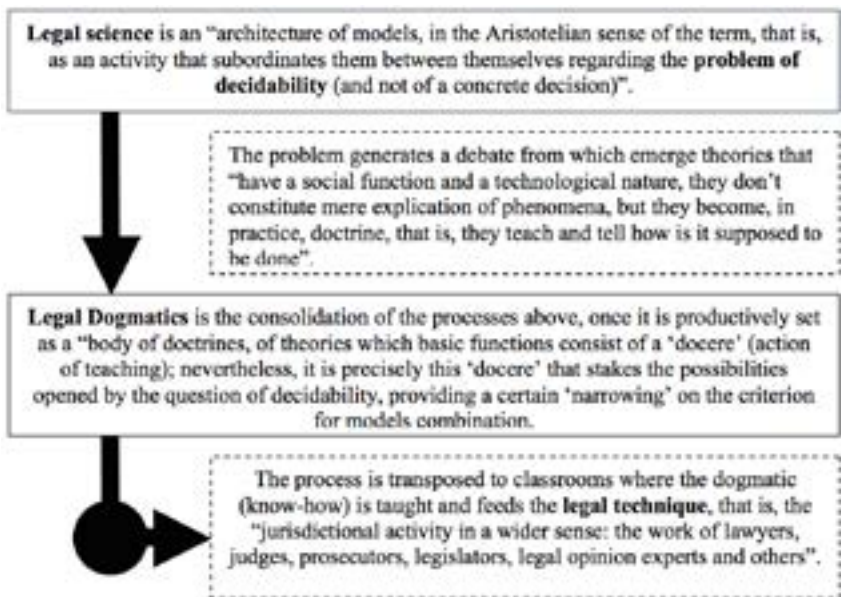 Legal science is an “architecture of models, in the Aristotelian sense of the term, that is,
as an activity that subordinates them between themselves regarding the problem of
decidability (and not of a concrete decision)”.
The problem generates a debate from which emerge theories that
“have a social function and a technological nature, they don’t
constitute mere explication of phenomena, but they become, in
practice, doctrine, that is, they teach and tell how is it supposed to
be done”.
Legal Dogmatics is the consolidation of the processes above, once it is productively set
as a “body of doctrines, of theories which basic functions consist of a ‘docere’ (action
of teaching); nevertheless, it is precisely this ‘docere’ that stakes the possibilities
opened by the question of decidability, providing a certain ‘narrowing’ on the criterion
for models combination.
The process is transposed to classrooms where the dogmatic
(know-how) is taught and feeds the legal technique, that is, the
“jurisdictional activity in a wider sense: the work of lawyers,
judges, prosecutors, legislators, legal opinion experts and others”.